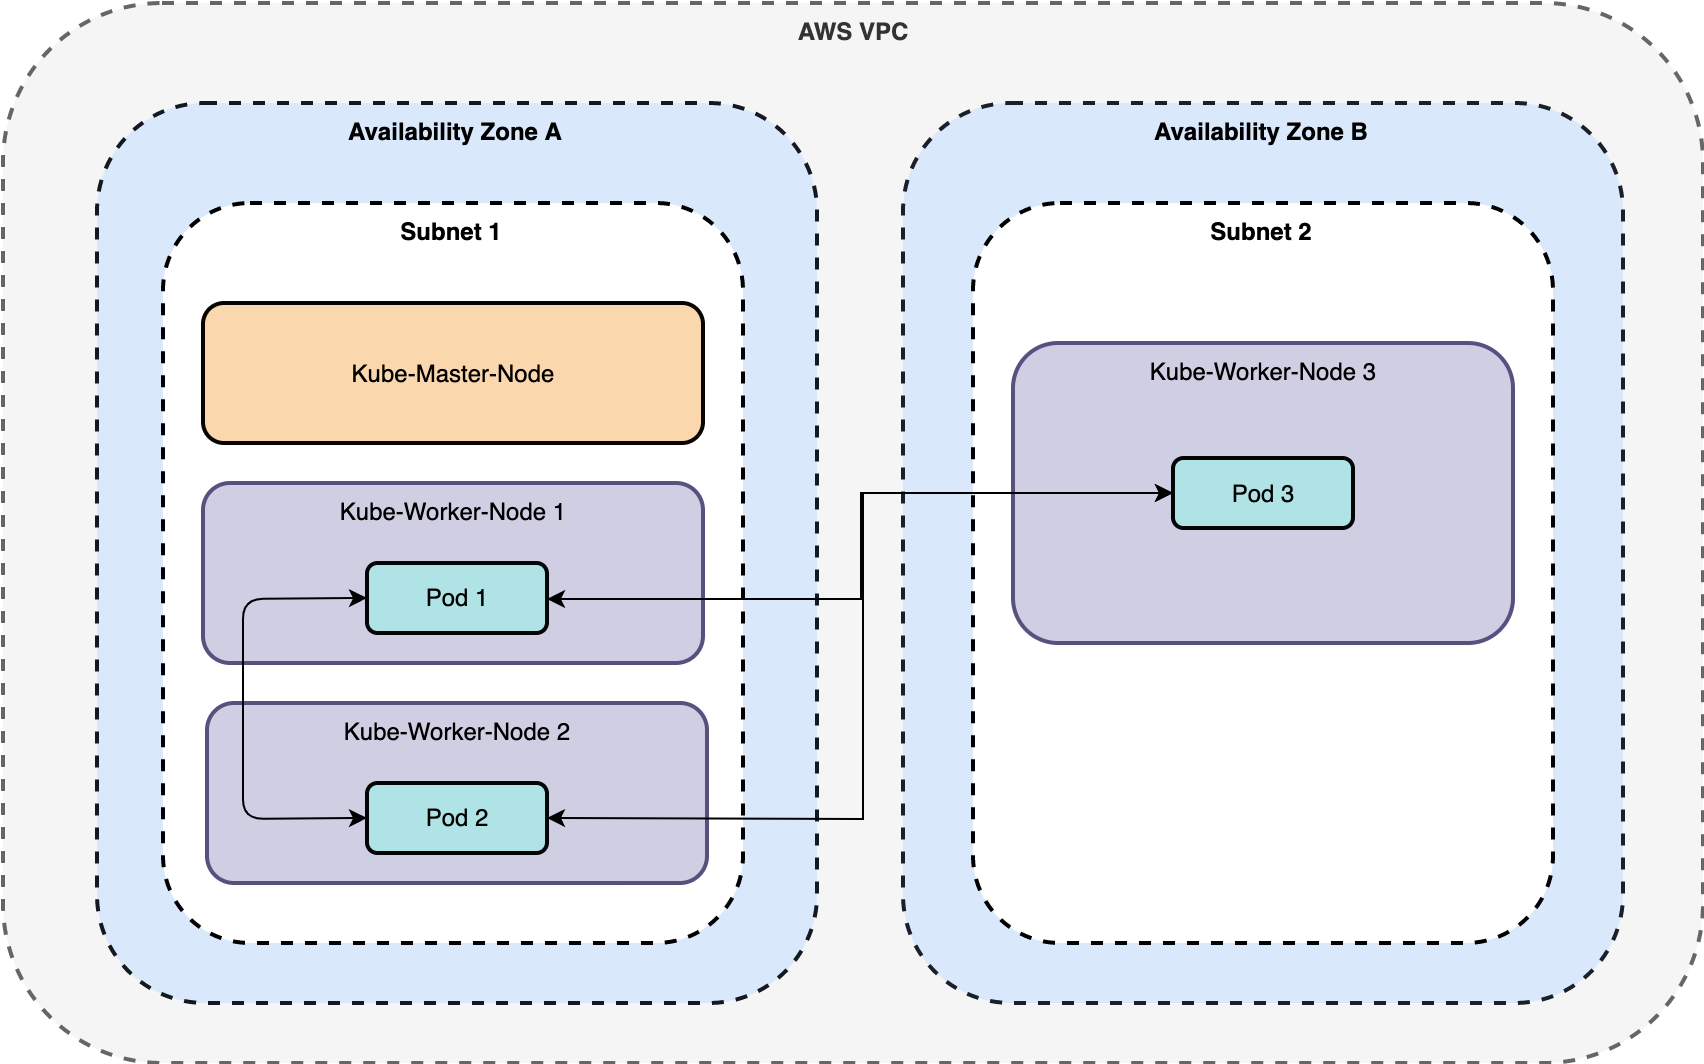 AWS VPC
Availability Zone A
Subnet 1
Kube-Master-Node
Kube-Worker-Node 1
Pod 1
Kube-Worker-Node 2
Pod 2
Availability Zone B
Subnet 2
Kube-Worker-Node 3
Pod 3